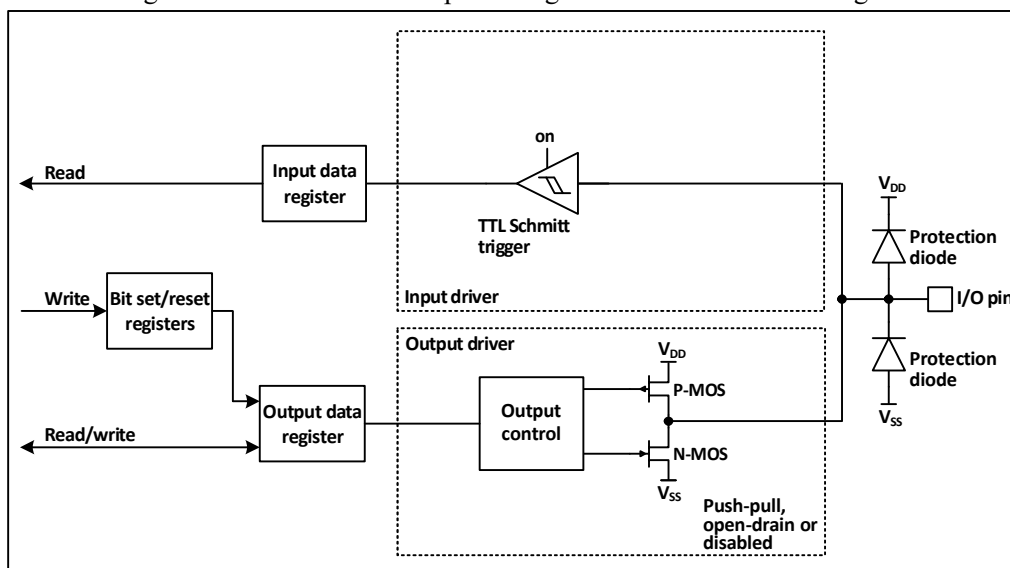 on
Read
Input data
register
TTL Schmitt
trigger
VDD
Protection
diode
Write
Bit set/reset
registers
Input driver
I/O pin
Output driver
VDD
P-MOS
Protection
diode
Output data
register
Output
control
Read/write
N-MOS
VSS
VSS
Push-pull,
open-drain or
disabled